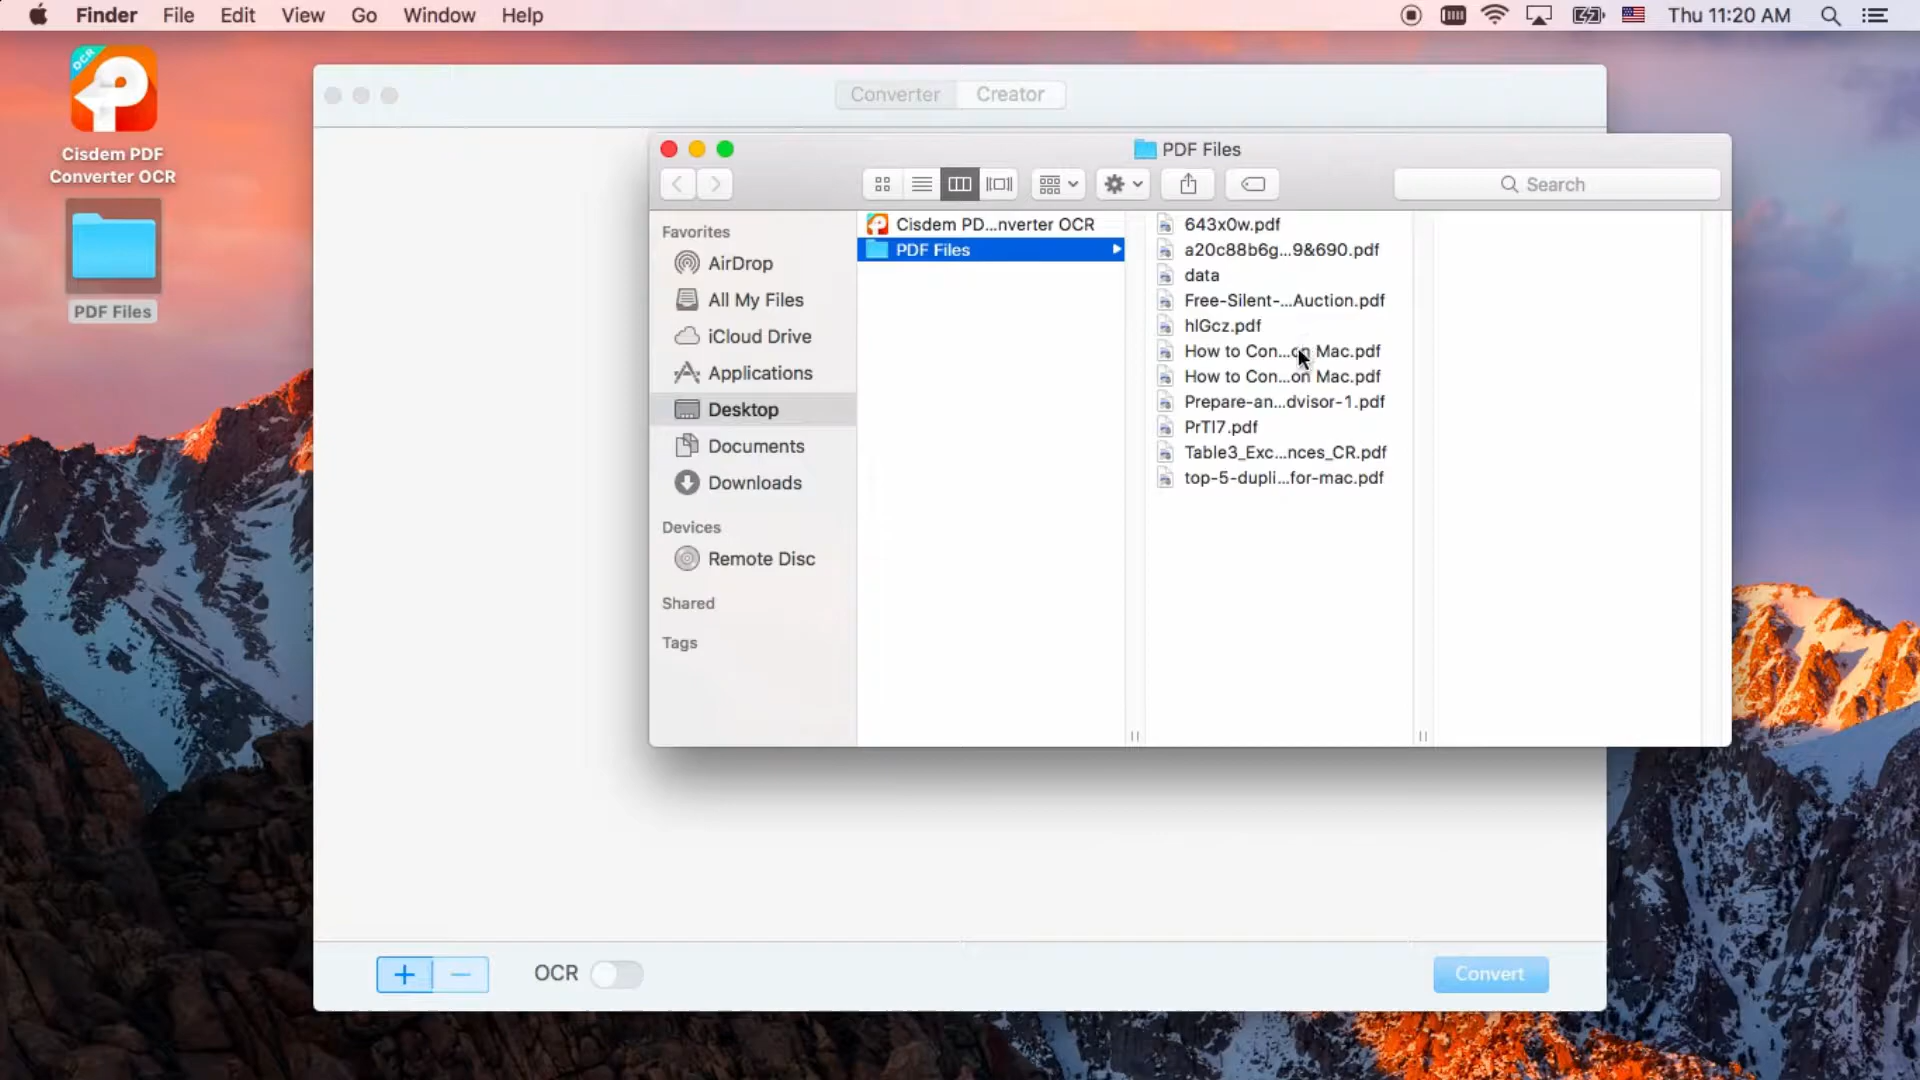 Finder File Edit View Go Window Help Thu 11:20 AM
OCR
Cisdem PDF
Converter OCR
PDF Files
Converter Creator
PDF Files
Search
Favorites
AirDrop
All My Files
iCloud Drive
Applications
Desktop
Documents
Downloads
Devices
Remote Disc
Shared
Tags
Cisdem PD...nverter OCR
PDF Files
643x0w.pdf
a20c88b6g...9&690.pdf
data
Free-Silent-...Auction.pdf
hIGcz.pdf
How to Con...on Mac.pdf
How to Con...on Mac.pdf
Prepare-an...dvisor-1.pdf
PrTI7.pdf
Table3_Exc...nces_CR.pdf
top-5-dupli...for-mac.pdf
OCR
Convert